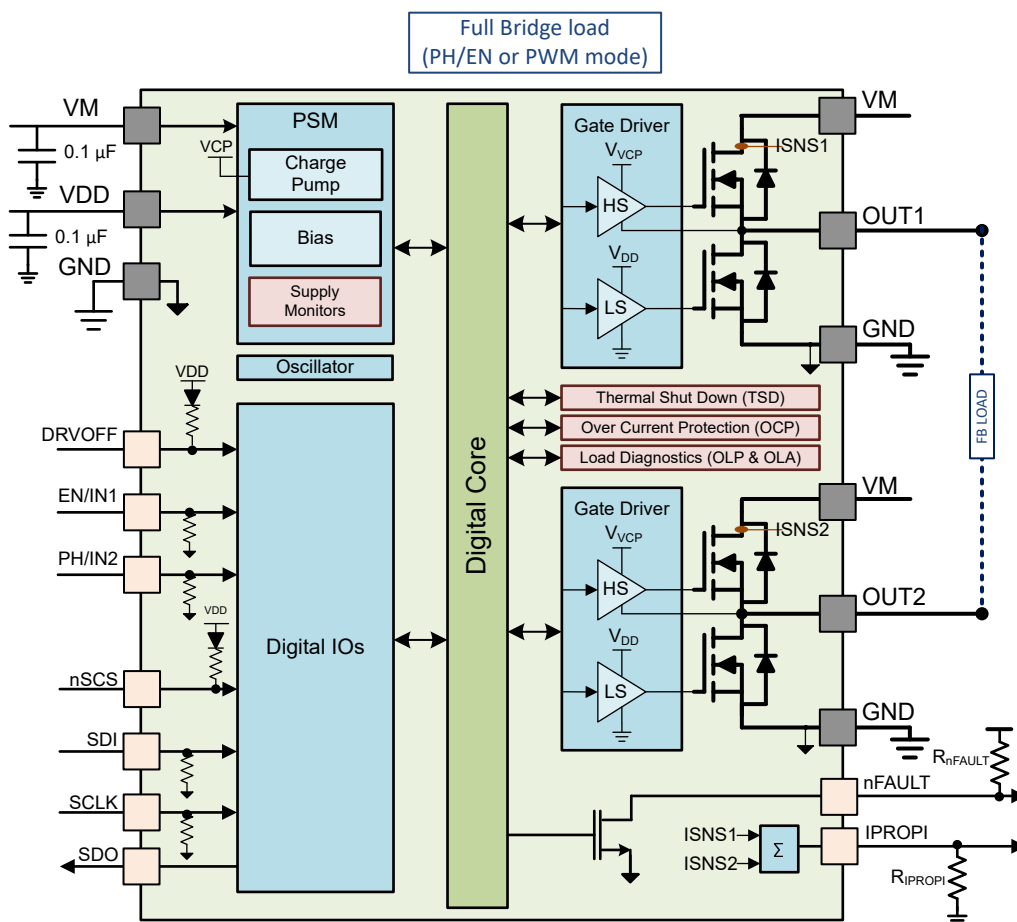 Full Bridge load
(PH/EN or PWM mode)
VM
0.1 µF
VDD
0.1 µF
GND
PSM
VCP
Charge
Pump
Bias
Supply
Monitors
Oscillator
VDD
DRVOFF
EN/IN1
PH/IN2
VDD
nSCS
SDI
SCLK
SDO
Digital IOs
Digital Core
Gate Driver
VVCP
HS
VDD
LS
ISNS1
VM
OUT1
GND
Thermal Shut Down (TSD)
Over Current Protection (OCP)
Load Diagnostics (OLP & OLA)
FB LOAD
Gate Driver
VVCP
HS
VDD
LS
ISNS2
VM
OUT2
GND
RnFAULT
nFAULT
ISNS1
ISNS2
Σ
IPROPI
RIPROPI